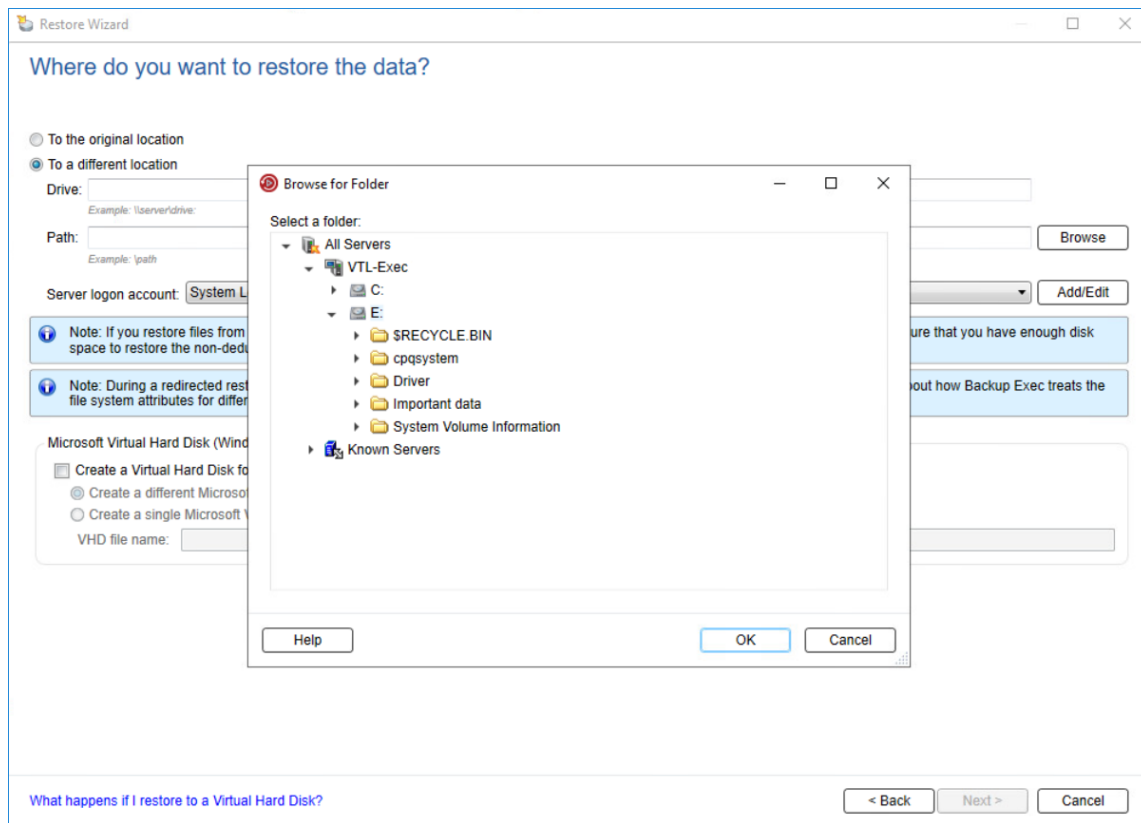 Restore Wizard
Where do you want to restore the data?
To the original location
To a different location
Drive:
Example: \\server\drive:
Path:
Browse
Example: \path
Server logon account: System L
Add/Edit
Note: If you restore files from
ure that you have enough disk
space to restore the non-dedu
Note: During a redirected rest
out how Backup Exec treats the
file system attributes for differ
Microsoft Virtual Hard Disk (Wind
Create a Virtual Hard Disk fo
Create a different Microsof
Create a single Microsoft V
VHD file name:
Browse for Folder
Select a folder:
All Servers
VTL-Exec
C:
E:
$RECYCLE.BIN
cpqsystem
Driver
Important data
System Volume Information
Known Servers
Help
OK
Cancel
What happens if I restore to a Virtual Hard Disk?
< Back
Next >
Cancel